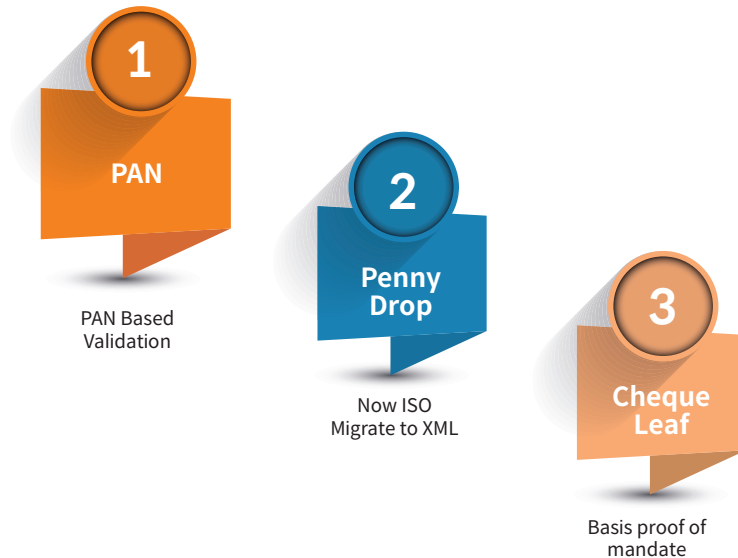 1
PAN
PAN Based
Validation
2
Penny
Drop
Now ISO
Migrate to XML
3
Cheque
Leaf
Basis proof of
mandate